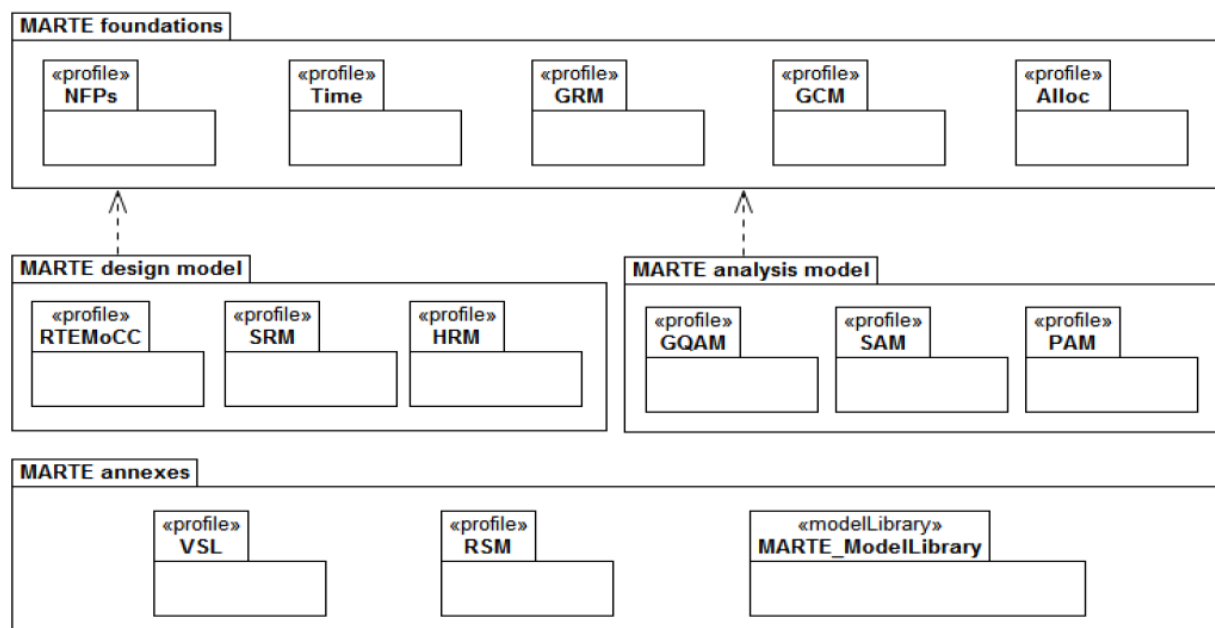 MARTE foundations
«profile» «profile» «profile» «profile» «profile»
NFPs Time GRM GCM Alloc
MARTE design model
«profile» «profile» «profile»
RTEMoCC SRM HRM
MARTE analysis model
«profile» «profile» «profile»
GQAM SAM PAM
MARTE annexes
«profile» «profile» «modelLibrary»
VSL RSM MARTE_ModelLibrary